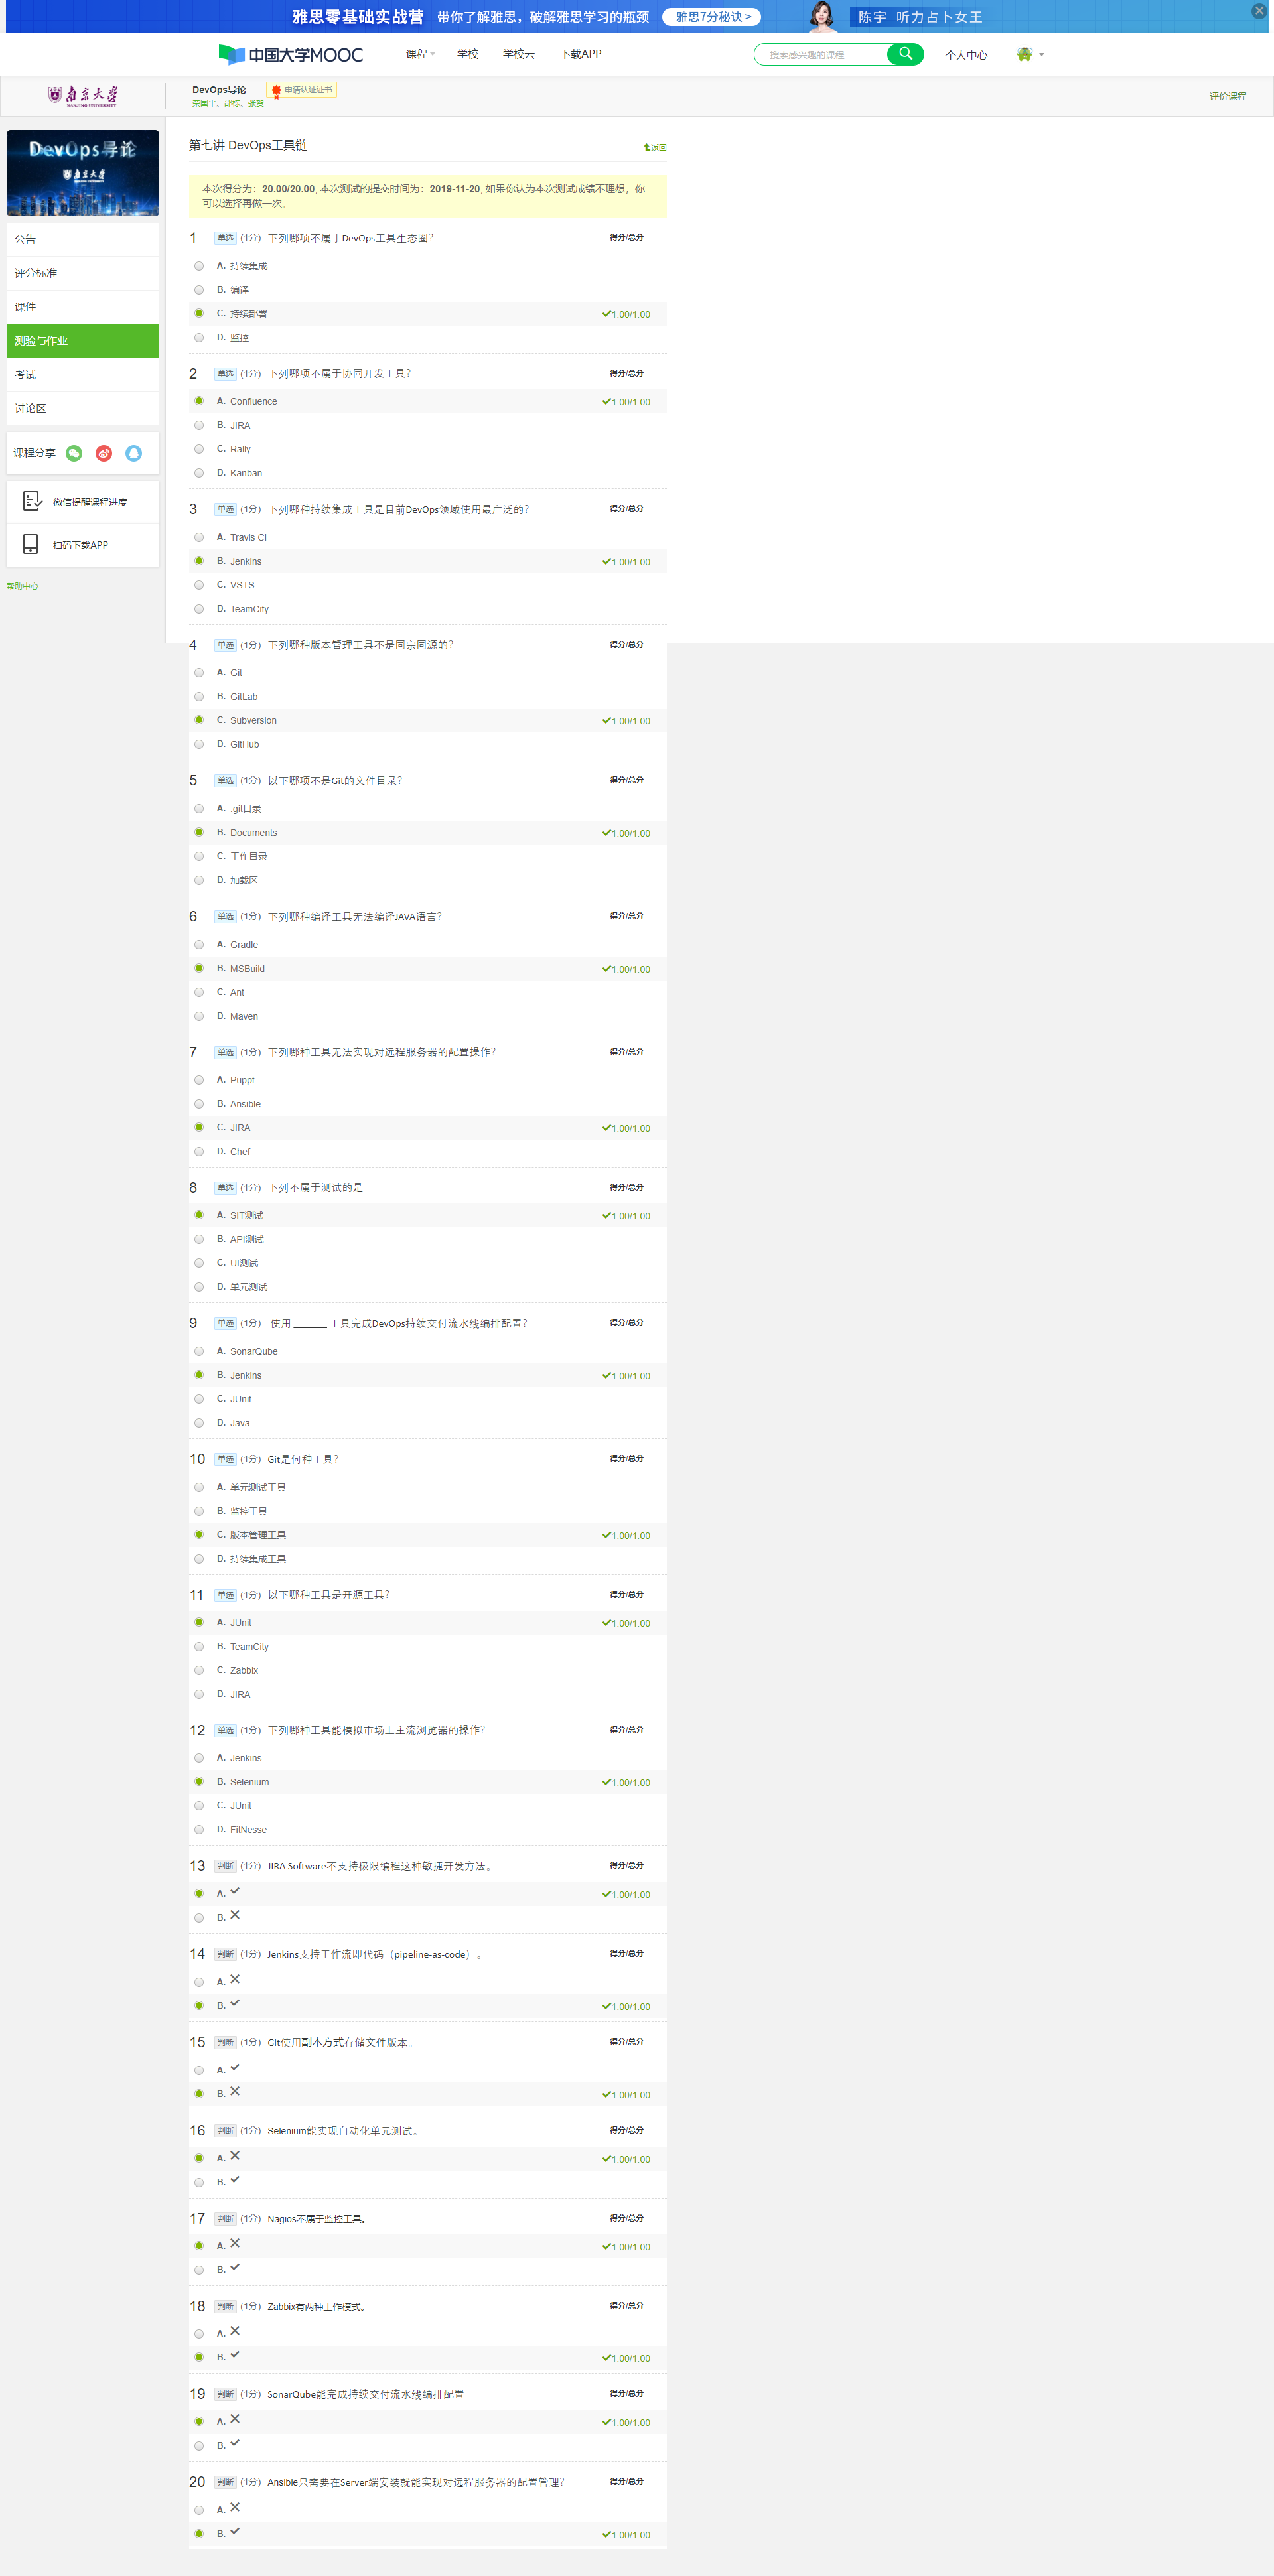 雅思零基础实战营 带你了解雅思，破解雅思学习的瓶颈 雅思7分秘诀 > 陈宇 听力占卜女王
中国大学MOOC 课程 学校 学校云 下载APP 搜索感兴趣的课程 个人中心
南京大学
NANJING UNIVERSITY
DevOps导论 申请认证证书
荣国平、邵栋、张贺
评价课程
DevOps导论
南京大学
公告
评分标准
课件
测验与作业
考试
讨论区
课程分享
微信提醒课程进度
扫码下载APP
帮助中心
第七讲 DevOps工具链 返回
本次得分为：20.00/20.00, 本次测试的提交时间为：2019-11-20, 如果你认为本次测试成绩不理想，你
可以选择再做一次。
1 单选 (1分) 下列哪项不属于DevOps工具生态圈？ 得分/总分
A. 持续集成
B. 编译
C. 持续部署 1.00/1.00
D. 监控
2 单选 (1分) 下列哪项不属于协同开发工具？ 得分/总分
A. Confluence 1.00/1.00
B. JIRA
C. Rally
D. Kanban
3 单选 (1分) 下列哪种持续集成工具是目前DevOps领域使用最广泛的？ 得分/总分
A. Travis CI
B. Jenkins 1.00/1.00
C. VSTS
D. TeamCity
4 单选 (1分) 下列哪种版本管理工具不是同宗同源的？ 得分/总分
A. Git
B. GitLab
C. Subversion 1.00/1.00
D. GitHub
5 单选 (1分) 以下哪项不是Git的文件目录？ 得分/总分
A. .git目录
B. Documents 1.00/1.00
C. 工作目录
D. 加载区
6 单选 (1分) 下列哪种编译工具无法编译JAVA语言？ 得分/总分
A. Gradle
B. MSBuild 1.00/1.00
C. Ant
D. Maven
7 单选 (1分) 下列哪种工具无法实现对远程服务器的配置操作？ 得分/总分
A. Puppt
B. Ansible
C. JIRA 1.00/1.00
D. Chef
8 单选 (1分) 下列不属于测试的是 得分/总分
A. SIT测试 1.00/1.00
B. API测试
C. UI测试
D. 单元测试
9 单选 (1分) 使用 ______ 工具完成DevOps持续交付流水线编排配置？ 得分/总分
A. SonarQube
B. Jenkins 1.00/1.00
C. JUnit
D. Java
10 单选 (1分) Git是何种工具？ 得分/总分
A. 单元测试工具
B. 监控工具
C. 版本管理工具 1.00/1.00
D. 持续集成工具
11 单选 (1分) 以下哪种工具是开源工具？ 得分/总分
A. JUnit 1.00/1.00
B. TeamCity
C. Zabbix
D. JIRA
12 单选 (1分) 下列哪种工具能模拟市场上主流浏览器的操作？ 得分/总分
A. Jenkins
B. Selenium 1.00/1.00
C. JUnit
D. FitNesse
13 判断 (1分) JIRA Software不支持极限编程这种敏捷开发方法。 得分/总分
A. ✓ 1.00/1.00
B. ✕
14 判断 (1分) Jenkins支持工作流即代码（pipeline-as-code）。 得分/总分
A. ✕
B. ✓ 1.00/1.00
15 判断 (1分) Git使用副本方式存储文件版本。 得分/总分
A. ✓
B. ✕ 1.00/1.00
16 判断 (1分) Selenium能实现自动化单元测试。 得分/总分
A. ✕ 1.00/1.00
B. ✓
17 判断 (1分) Nagios不属于监控工具。 得分/总分
A. ✕ 1.00/1.00
B. ✓
18 判断 (1分) Zabbix有两种工作模式。 得分/总分
A. ✕
B. ✓ 1.00/1.00
19 判断 (1分) SonarQube能完成持续交付流水线编排配置 得分/总分
A. ✕ 1.00/1.00
B. ✓
20 判断 (1分) Ansible只需要在Server端安装就能实现对远程服务器的配置管理？ 得分/总分
A. ✕
B. ✓ 1.00/1.00